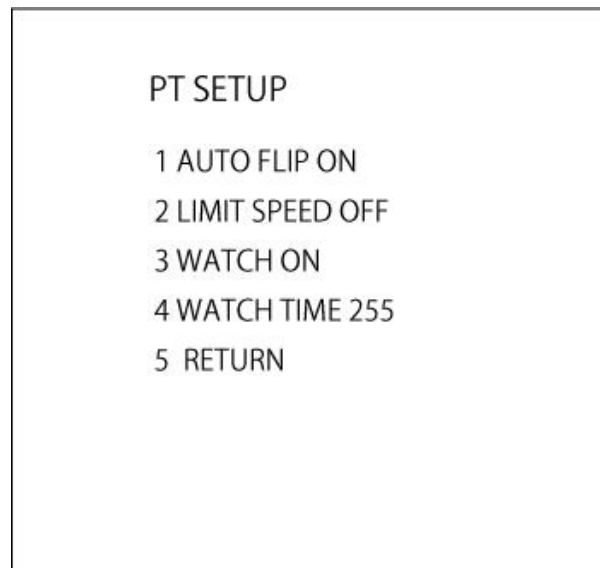 PT SETUP
1 AUTO FLIP ON
2 LIMIT SPEED OFF
3 WATCH ON
4 WATCH TIME 255
5 RETURN